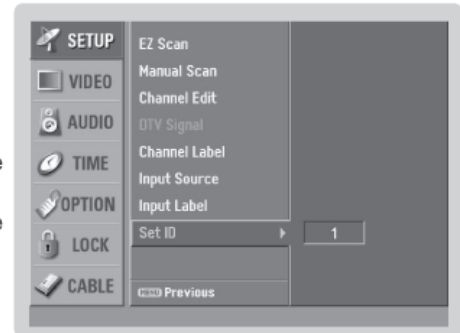 SETUP
VIDEO
AUDIO
TIME
OPTION
LOCK
CABLE
EZ Scan
Manual Scan
Channel Edit
DTV Signal
Channel Label
Input Source
Input Label
Set ID
1
MENU Previous
e
e